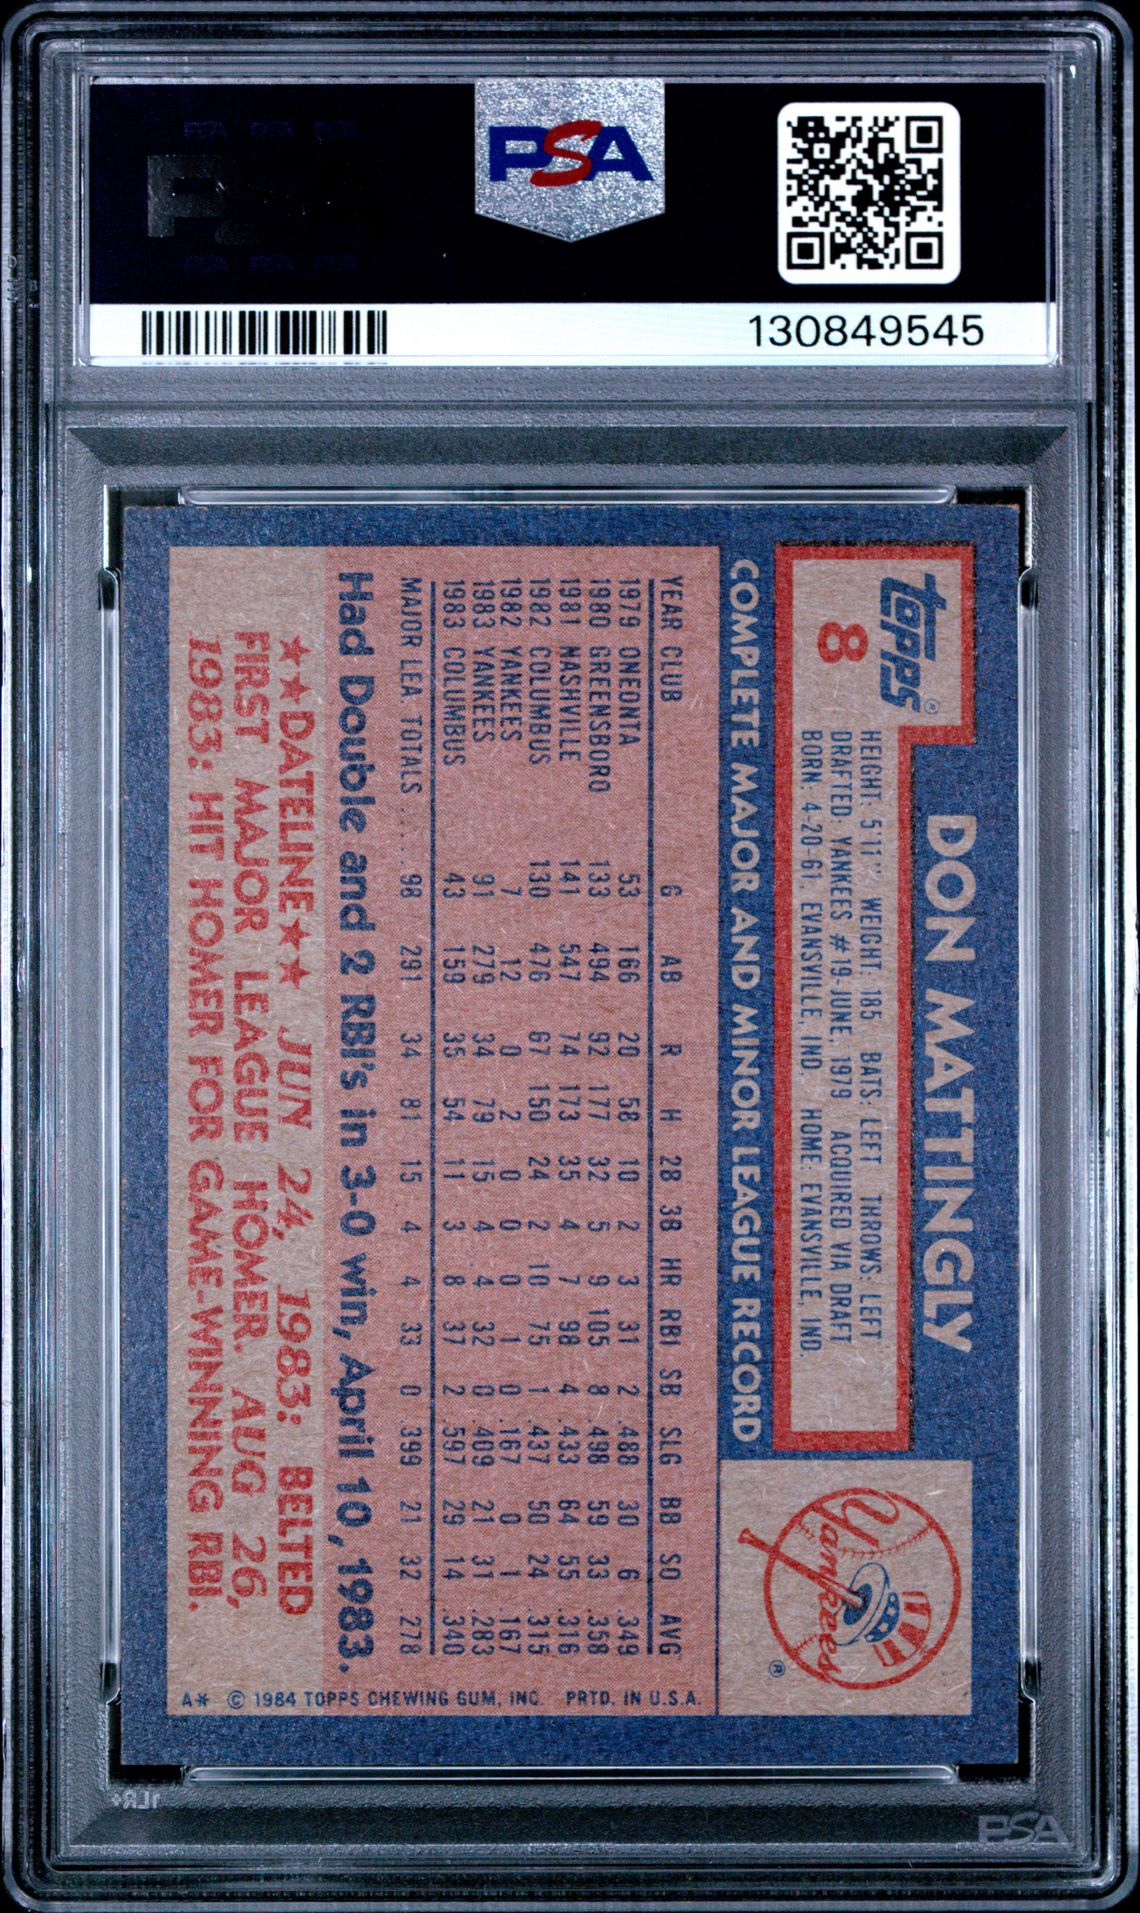 PSA
130849545
Topps®
8
DON MATTINGLY
HEIGHT: 5'11" WEIGHT: 185 BATS: LEFT THROWS: LEFT
DRAFTED: YANKEES #19-JUNE, 1979 ACQUIRED VIA DRAFT
BORN: 4-20-61, EVANSVILLE, IND. HOME: EVANSVILLE, IND.
Yankees
®
COMPLETE MAJOR AND MINOR LEAGUE RECORD
YEAR CLUB G AB R H 2B 3B HR RBI SB SLG BB SO AVG
1979 ONEONTA 53 166 20 58 10 2 3 31 2 .488 30 6 .349
1980 GREENSBORO 133 494 92 177 32 5 9 105 8 .498 59 33 .358
1981 NASHVILLE 141 547 74 173 35 4 7 98 4 .433 64 55 .316
1982 COLUMBUS 130 476 67 150 24 2 10 75 1 .437 50 24 .315
1982 YANKEES 7 12 0 2 0 0 0 1 0 .167 0 1 .167
1983 YANKEES 91 279 34 79 15 4 4 32 0 .409 21 31 .283
1983 COLUMBUS 43 159 35 54 11 3 8 37 2 .597 29 14 .340
MAJOR LEA. TOTALS .... 98 291 34 81 15 4 4 33 0 .399 21 32 .278
Had Double and 2 RBI's in 3-0 win, April 10, 1983.
★★DATELINE★★ JUN 24, 1983: BELTED
FIRST MAJOR LEAGUE HOMER. AUG 26,
1983: HIT HOMER FOR GAME-WINNING RBI.
A* © 1984 TOPPS CHEWING GUM, INC. PRTD. IN U.S.A.
PSA